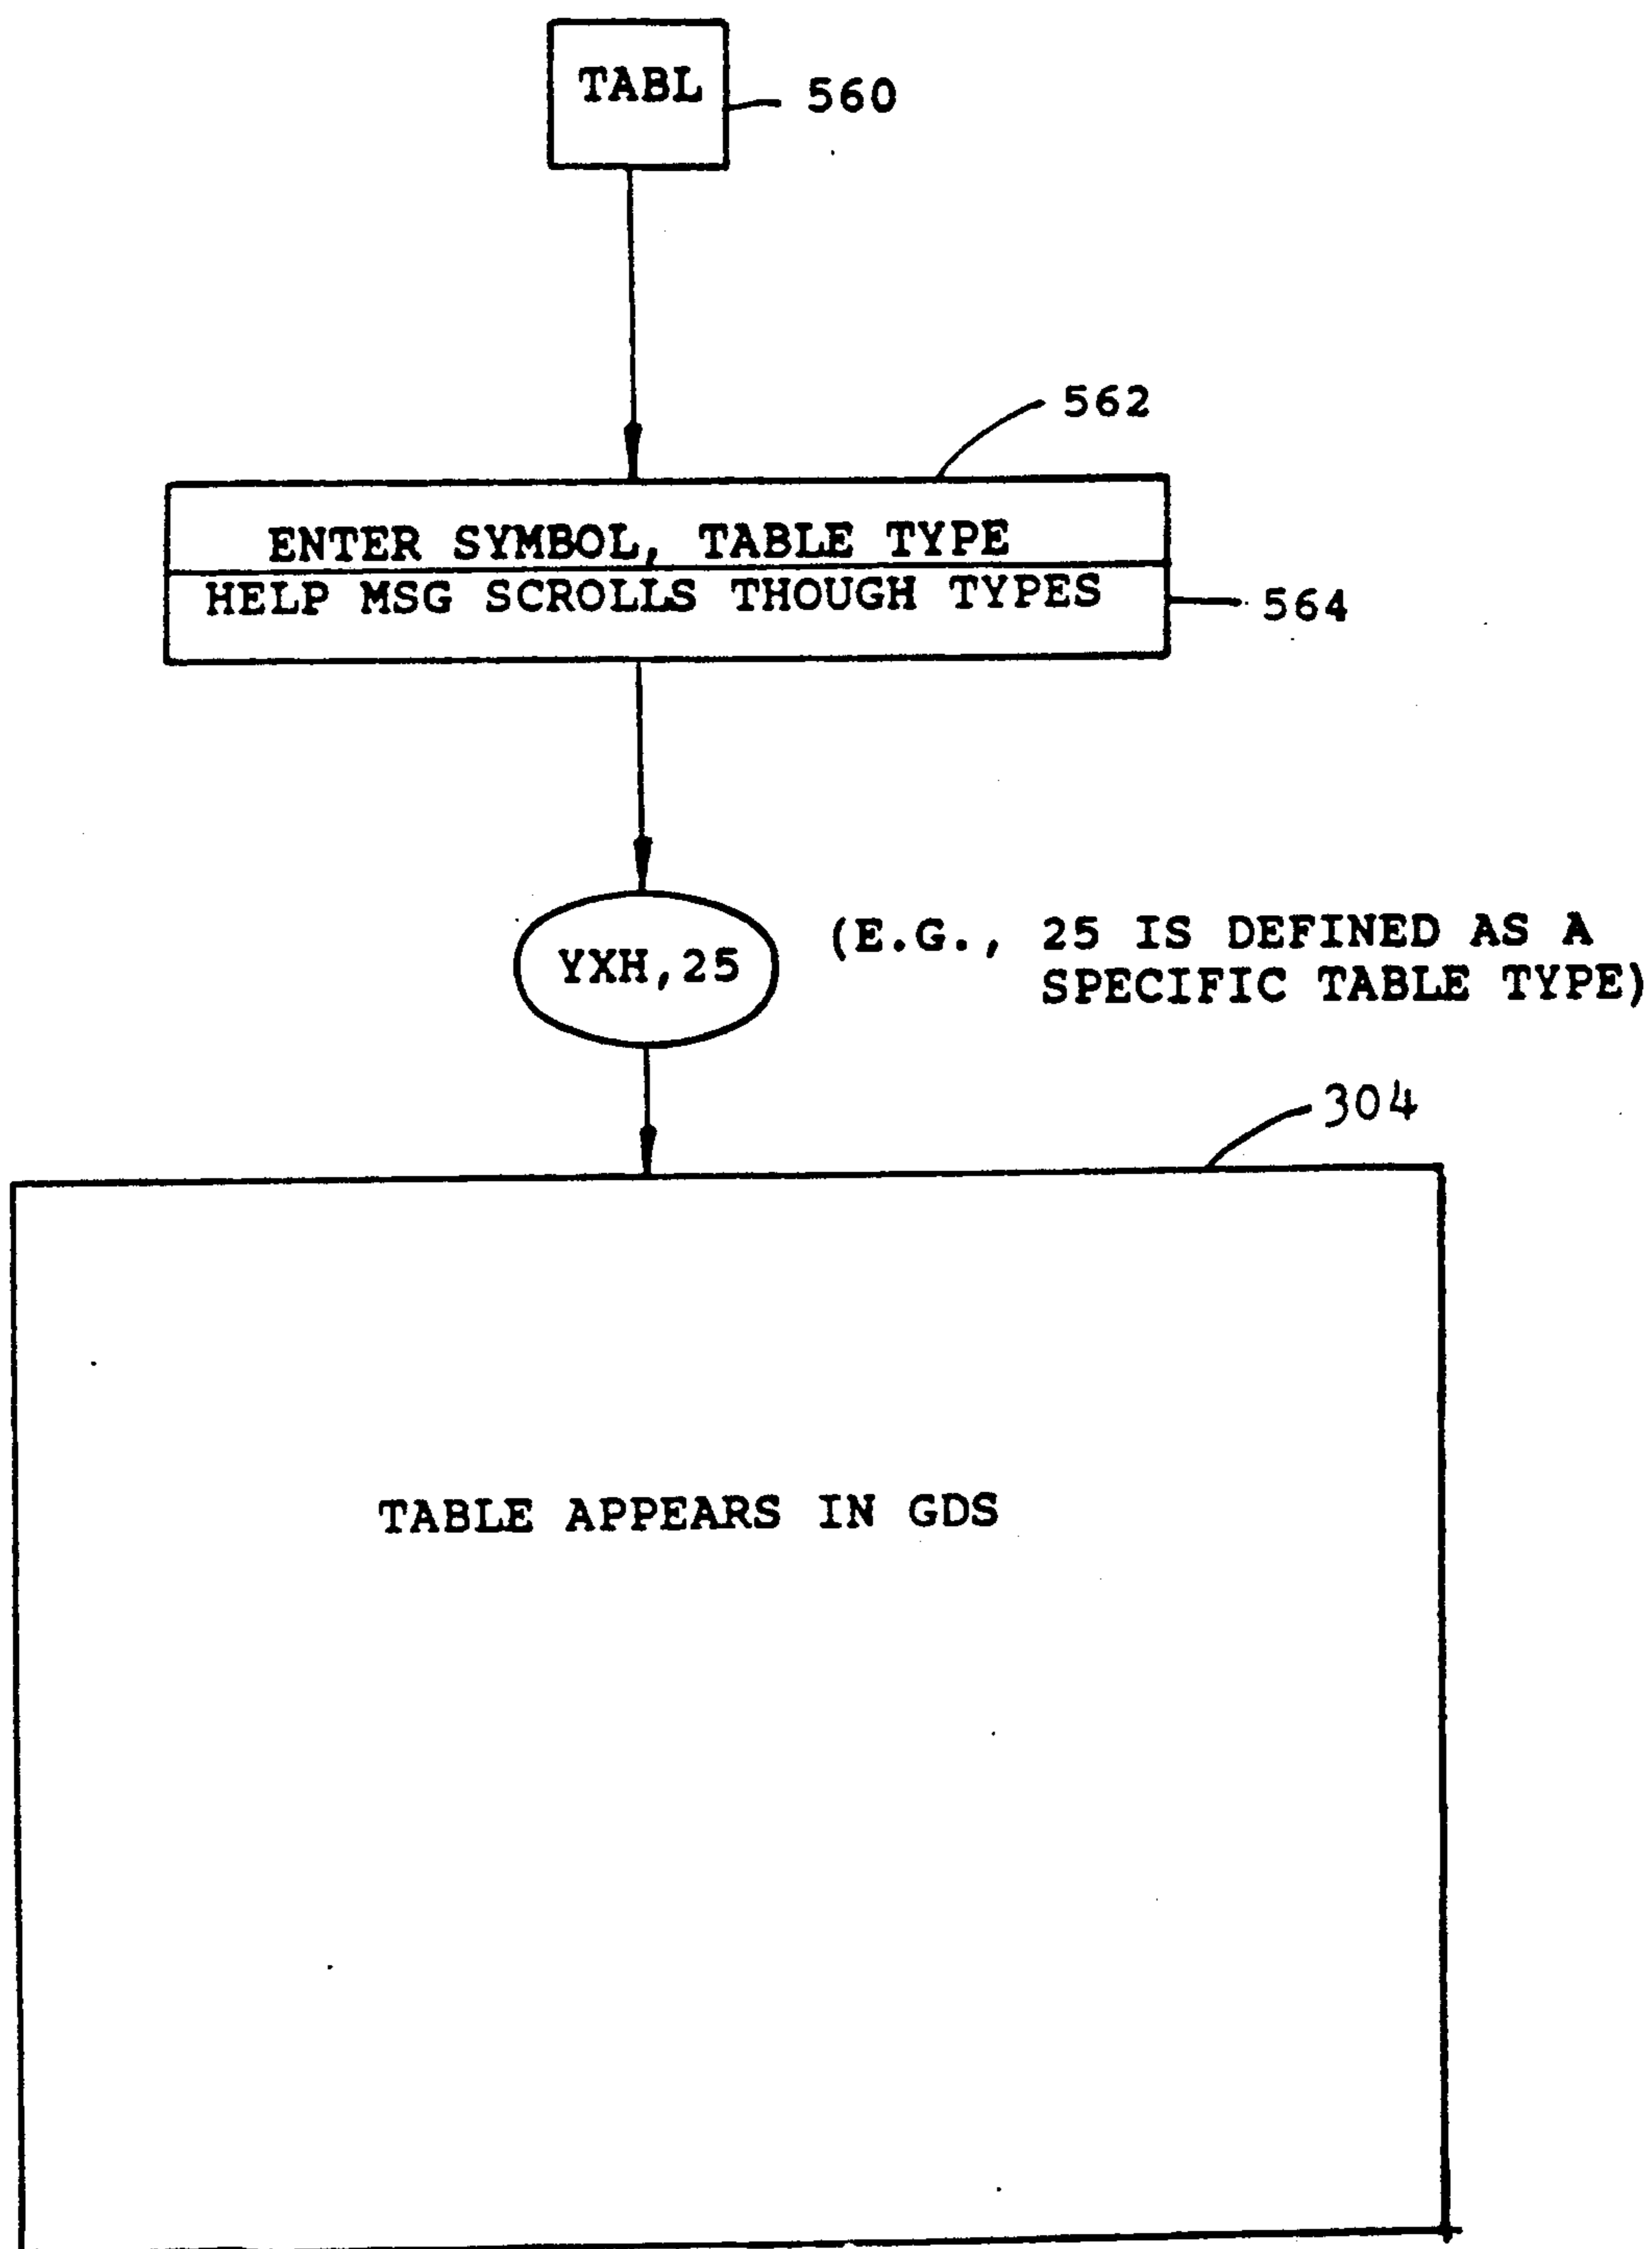 TABL
560
562
ENTER SYMBOL, TABLE TYPE
HELP MSG SCROLLS THOUGH TYPES
564
YXH,25
(E.G., 25 IS DEFINED AS A
SPECIFIC TABLE TYPE)
304
TABLE APPEARS IN GDS